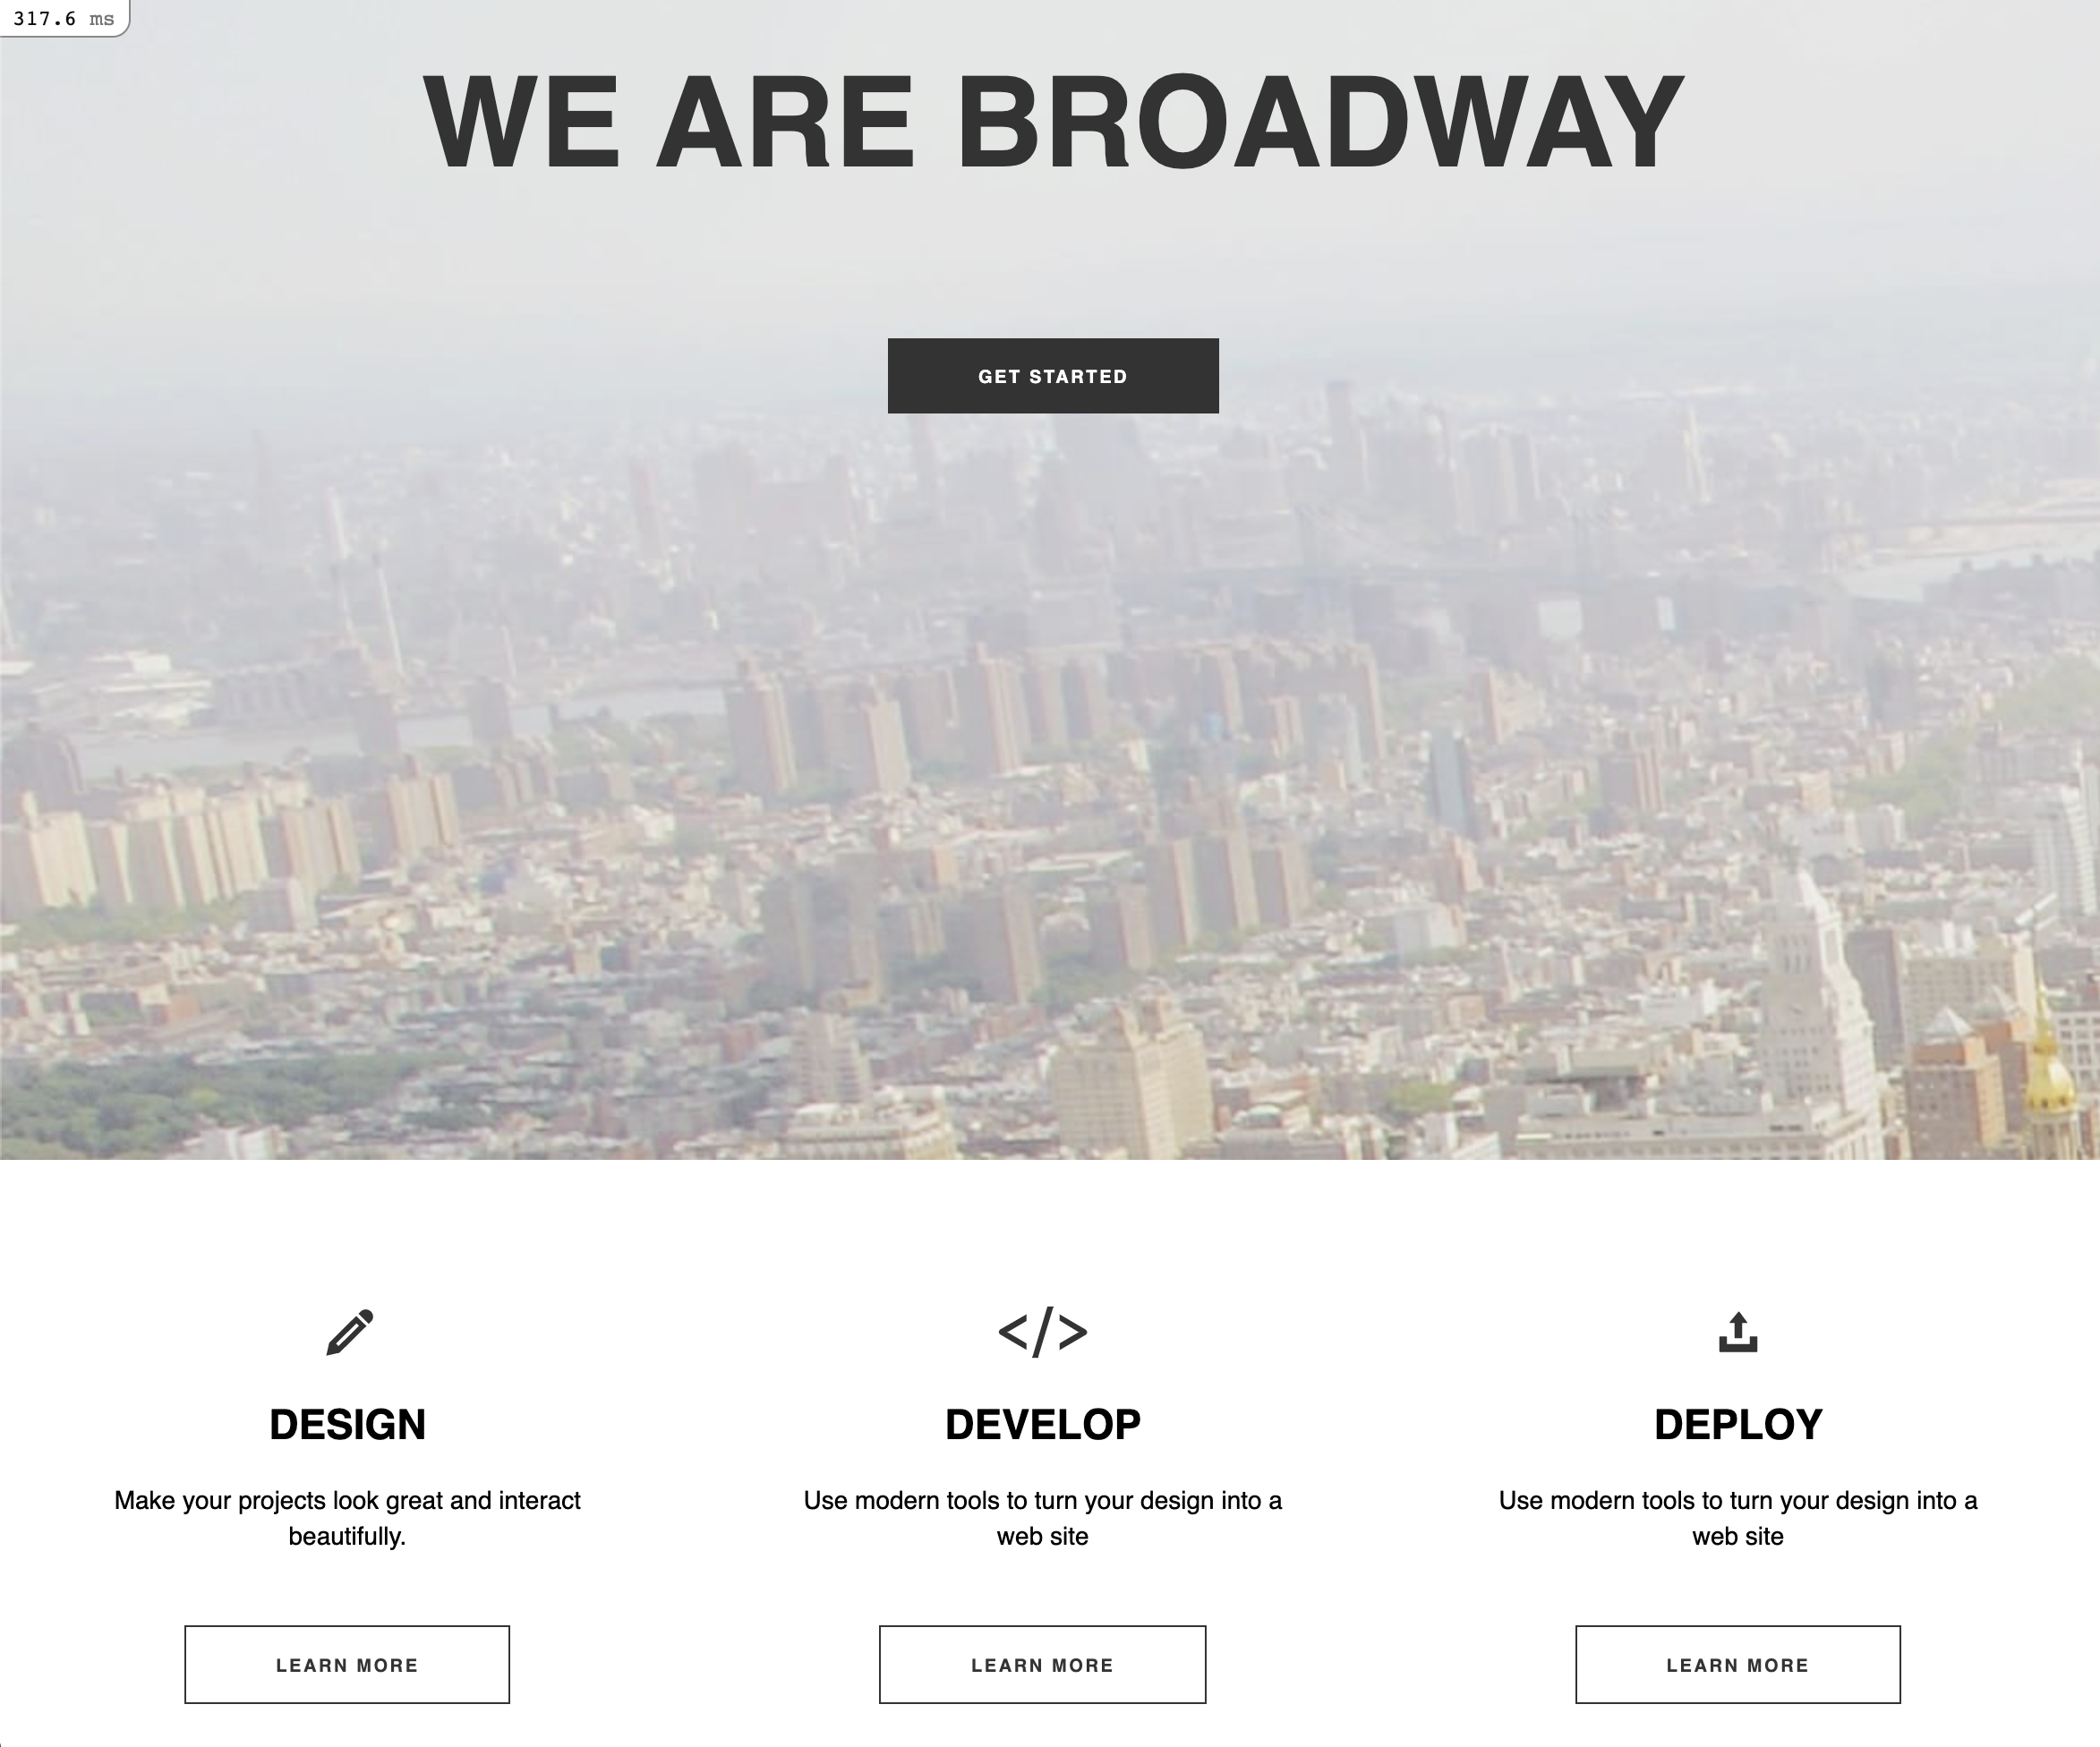 317.6 ms
WE ARE BROADWAY
GET STARTED
</>
DESIGN
DEVELOP
DEPLOY
Make your projects look great and interact
beautifully.
Use modern tools to turn your design into a
web site
Use modern tools to turn your design into a
web site
LEARN MORE
LEARN MORE
LEARN MORE